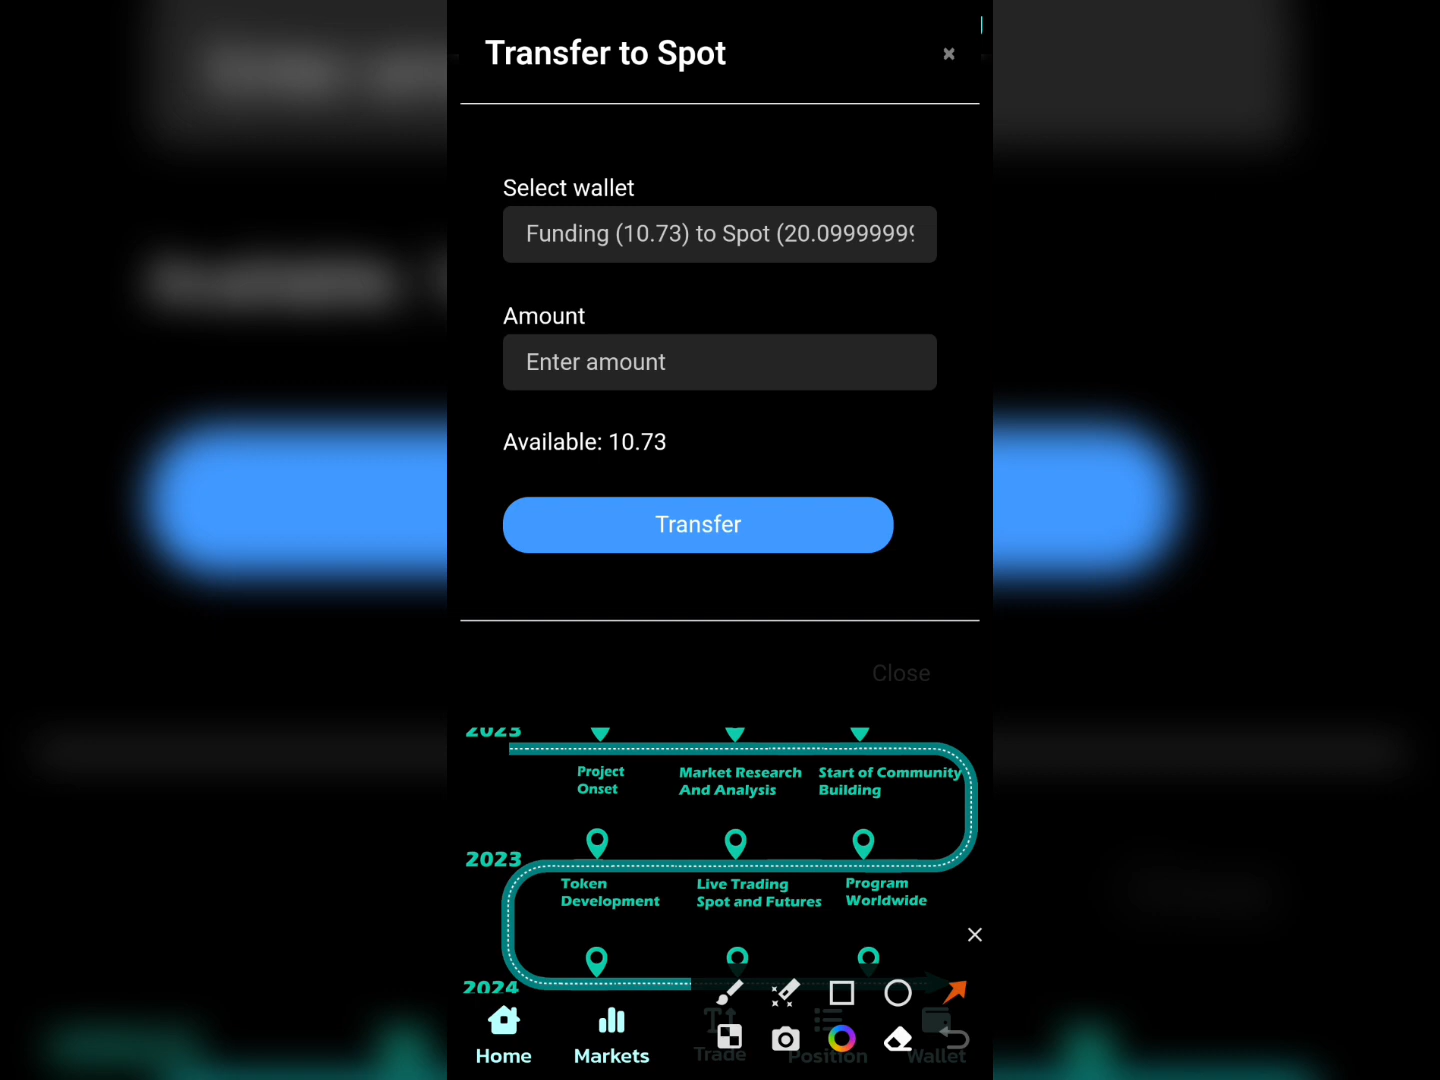 Transfer to Spot
Select wallet
Funding (10.73) to Spot (20.0999999
Amount
Enter amount
Available: 10.73
Transfer
Close
2023
Project
Onset
Market Research
And Analysis
Start of Community
Building
2023
Token
Development
Live Trading
Spot and Futures
Program
Worldwide
2024
Home
Markets
Trade
Position
Wallet